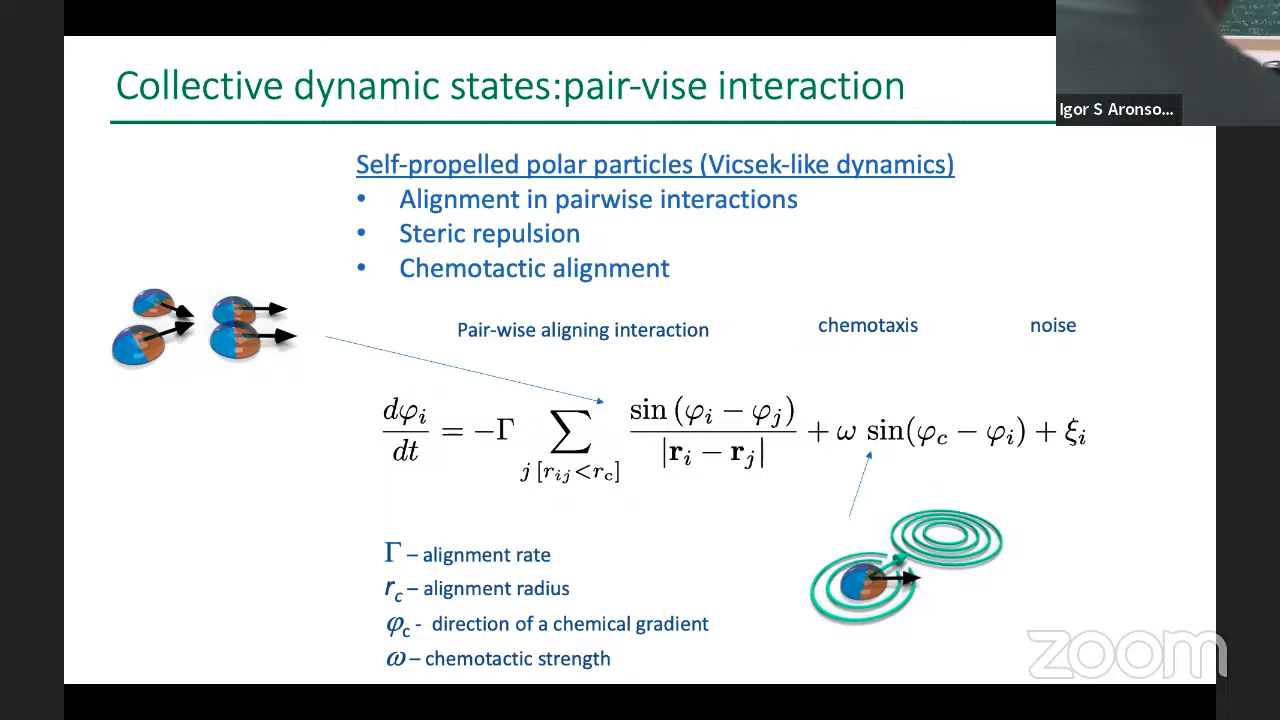 Collective dynamic states:pair-vise interaction
Igor S Aronso...
Self-propelled polar particles (Vicsek-like dynamics)
• Alignment in pairwise interactions
• Steric repulsion
• Chemotactic alignment
Pair-wise aligning interaction
chemotaxis
noise
dφ_i/dt = −Γ ∑_{j [r_{ij}<r_c]} sin (φ_i − φ_j)/|r_i − r_j| + ω sin(φ_c − φ_i) + ξ_i
Γ – alignment rate
r_c – alignment radius
φ_c - direction of a chemical gradient
ω – chemotactic strength
zoom